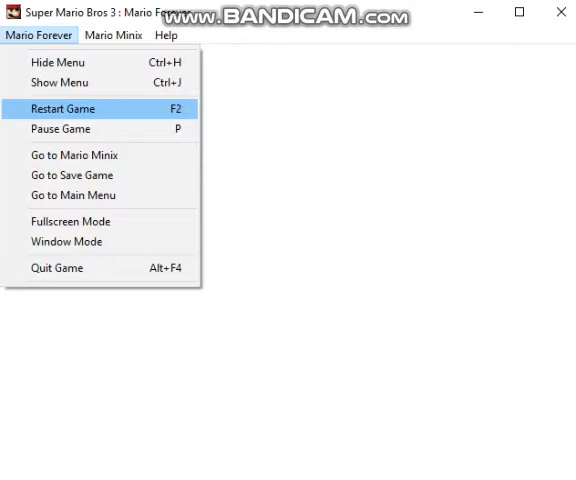 Super Mario Bros 3 : Mario Forever
www.BANDICAM.com
Mario Forever Mario Minix Help
Hide Menu Ctrl+H
Show Menu Ctrl+J
Restart Game F2
Pause Game P
Go to Mario Minix
Go to Save Game
Go to Main Menu
Fullscreen Mode
Window Mode
Quit Game Alt+F4